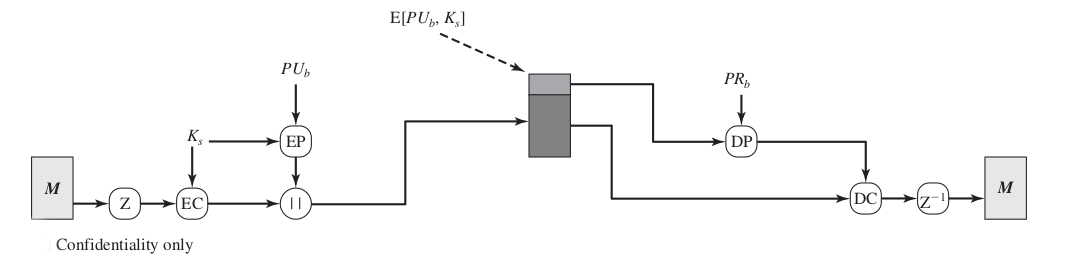 E[PU_b, K_s]
PU_b
PR_b
K_s
EP
DP
M
Z
EC
||
DC
Z⁻¹
M
Confidentiality only